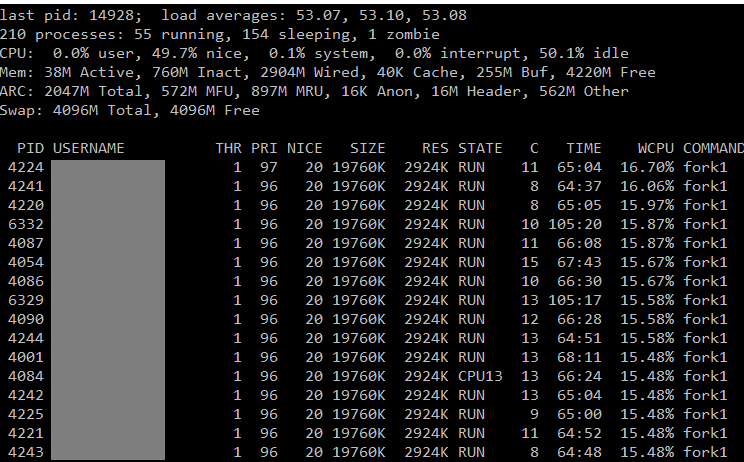 last pid: 14928;  load averages: 53.07, 53.10, 53.08
210 processes: 55 running, 154 sleeping, 1 zombie
CPU:  0.0% user, 49.7% nice,  0.1% system,  0.0% interrupt, 50.1% idle
Mem: 38M Active, 760M Inact, 2904M Wired, 40K Cache, 255M Buf, 4220M Free
ARC: 2047M Total, 572M MFU, 897M MRU, 16K Anon, 16M Header, 562M Other
Swap: 4096M Total, 4096M Free
PID USERNAME THR PRI NICE SIZE RES STATE C TIME WCPU COMMAND
4224 1 97 20 19760K 2924K RUN 11 65:04 16.70% fork1
4241 1 96 20 19760K 2924K RUN 8 64:37 16.06% fork1
4220 1 96 20 19760K 2924K RUN 8 65:05 15.97% fork1
6332 1 96 20 19760K 2924K RUN 10 105:20 15.87% fork1
4087 1 96 20 19760K 2924K RUN 11 66:08 15.87% fork1
4054 1 96 20 19760K 2924K RUN 15 67:43 15.67% fork1
4086 1 96 20 19760K 2924K RUN 10 66:30 15.67% fork1
6329 1 96 20 19760K 2924K RUN 13 105:17 15.58% fork1
4090 1 96 20 19760K 2924K RUN 12 66:28 15.58% fork1
4244 1 96 20 19760K 2924K RUN 13 64:51 15.58% fork1
4001 1 96 20 19760K 2924K RUN 13 68:11 15.48% fork1
4084 1 96 20 19760K 2924K CPU13 13 66:24 15.48% fork1
4242 1 96 20 19760K 2924K RUN 13 65:04 15.48% fork1
4225 1 96 20 19760K 2924K RUN 9 65:00 15.48% fork1
4221 1 96 20 19760K 2924K RUN 11 64:52 15.48% fork1
4243 1 96 20 19760K 2924K RUN 8 64:48 15.48% fork1